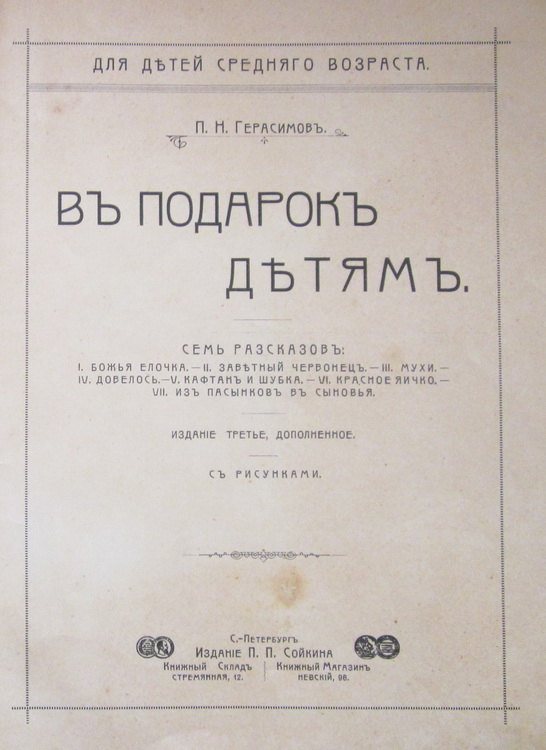 ДЛЯ ДѢТЕЙ СРЕДНЯГО ВОЗРАСТА.
П. Н. ГЕРАСИМОВЪ.
ВЪ ПОДАРОКЪ
ДѢТЯМЪ.
СЕМЬ РАЗСКАЗОВЪ:
I. БОЖЬЯ ЕЛОЧКА.—II. ЗАВѢТНЫЙ ЧЕРВОНЕЦЪ.—III. МУХИ.—
IV. ДОВЕЛОСЬ.—V. КАФТАНЪ И ШУБКА.—VI. КРАСНОЕ ЯИЧКО.—
VII. ИЗЪ ПАСЫНКОВЪ ВЪ СЫНОВЬЯ.
ИЗДАНІЕ ТРЕТЬЕ, ДОПОЛНЕННОЕ.
СЪ РИСУНКАМИ.
С.-ПЕТЕРБУРГЪ
ИЗДАНІЕ П. П. СОЙКИНА
КНИЖНЫЙ СКЛАДЪ КНИЖНЫЙ МАГАЗИНЪ
СТРЕМЯННАЯ, 12. НЕВСКІЙ, 96.